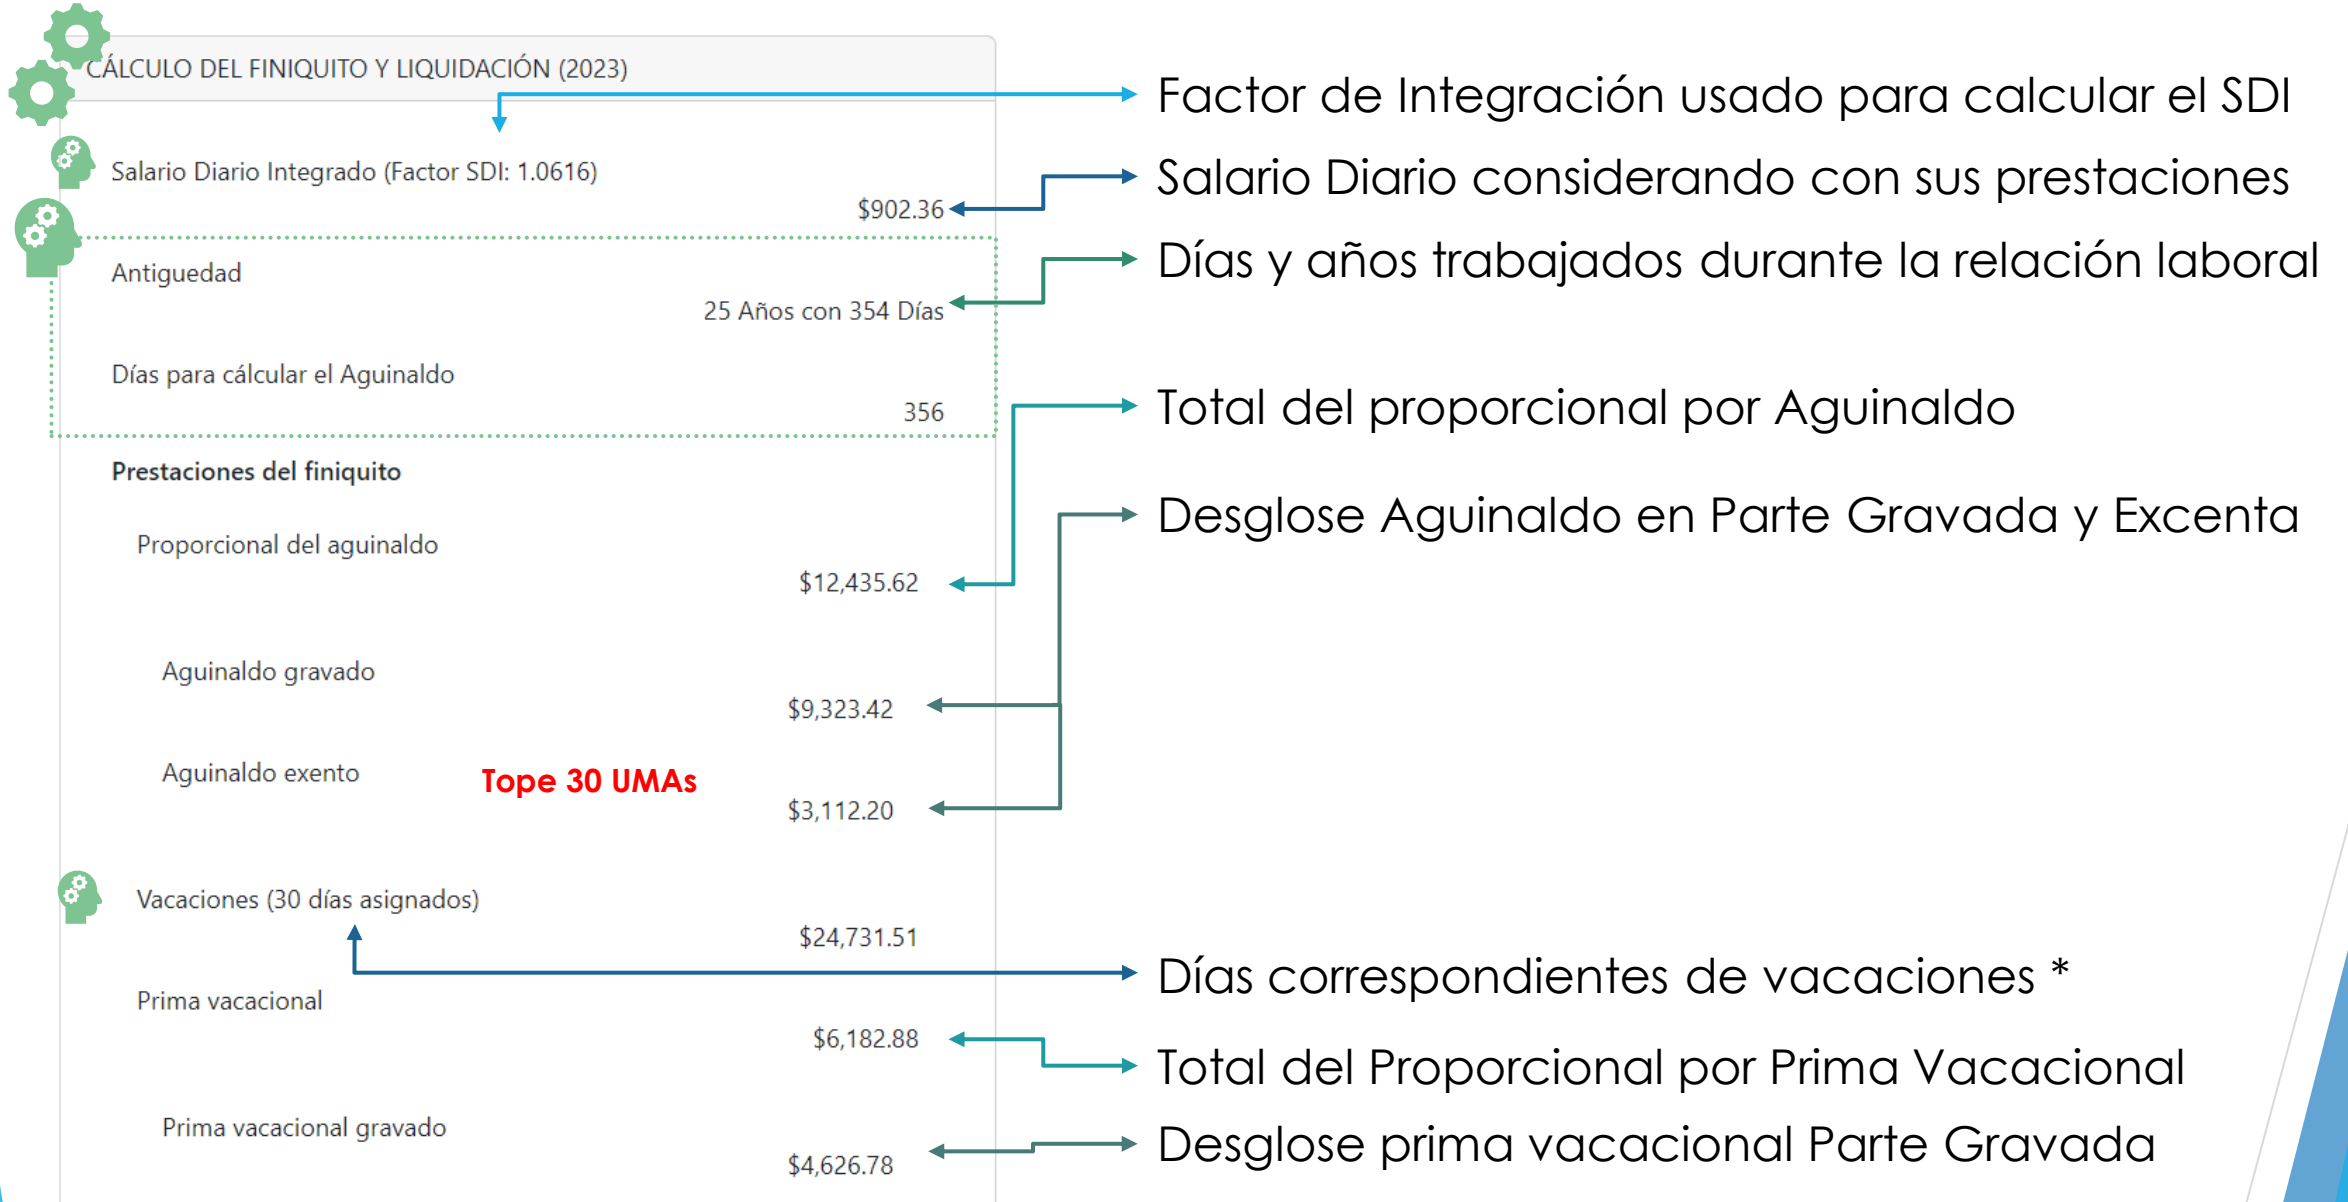 CÁLCULO DEL FINIQUITO Y LIQUIDACIÓN (2023)
Factor de Integración usado para calcular el SDI
Salario Diario Integrado (Factor SDI: 1.0616)
$902.36
Salario Diario considerando con sus prestaciones
Días y años trabajados durante la relación laboral
Antiguedad
25 Años con 354 Días
Días para cálcular el Aguinaldo
356
Total del proporcional por Aguinaldo
Prestaciones del finiquito
Desglose Aguinaldo en Parte Gravada y Excenta
Proporcional del aguinaldo
$12,435.62
Aguinaldo gravado
$9,323.42
Aguinaldo exento
Tope 30 UMAs
$3,112.20
Vacaciones (30 días asignados)
$24,731.51
Días correspondientes de vacaciones *
Prima vacacional
$6,182.88
Total del Proporcional por Prima Vacacional
Prima vacacional gravado
$4,626.78
Desglose prima vacacional Parte Gravada